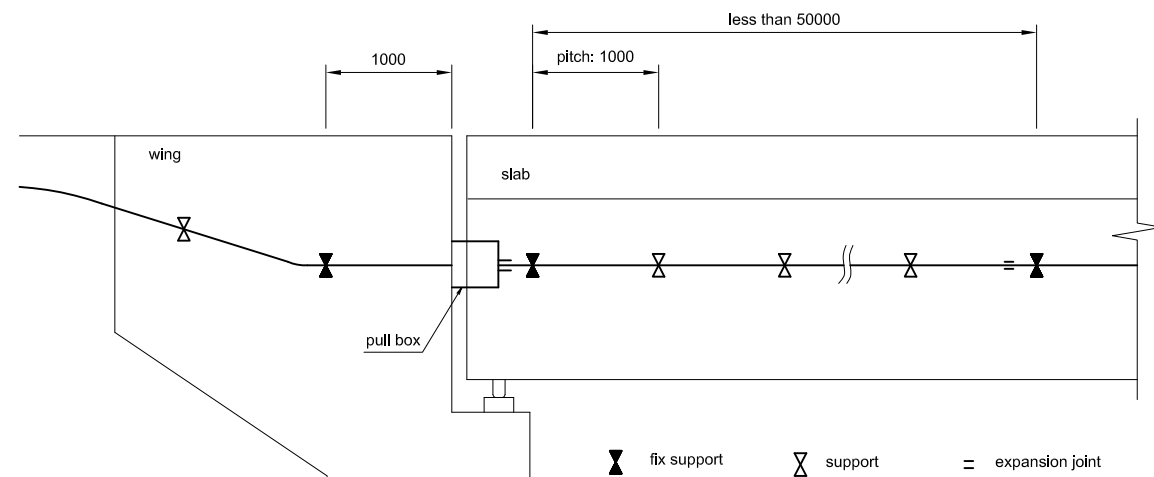 less than 50000
1000
pitch: 1000
wing
slab
pull box
fix support
support
expansion joint